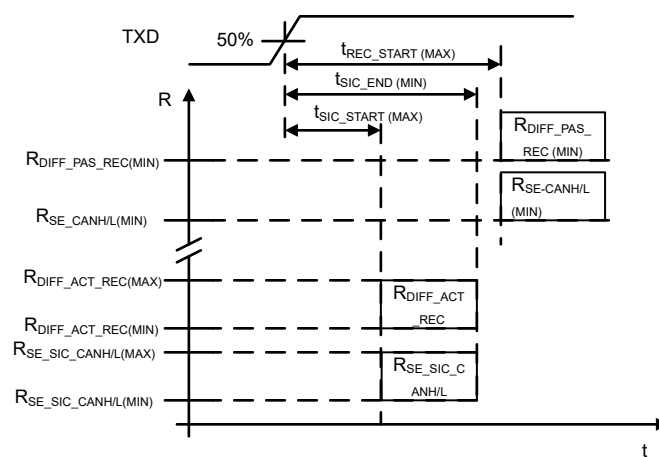 TXD
50%
tREC_START (MAX)
tSIC_END (MIN)
R
tSIC_START (MAX)
RDIFF_PAS_
REC (MIN)
RDIFF_PAS_REC(MIN)
RSE-CANH/L
(MIN)
RSE_CANH/L(MIN)
RDIFF_ACT_REC(MAX)
RDIFF_ACT
_REC
RDIFF_ACT_REC(MIN)
RSE_SIC_CANH/L(MAX)
RSE_SIC_C
ANH/L
RSE_SIC_CANH/L(MIN)
t